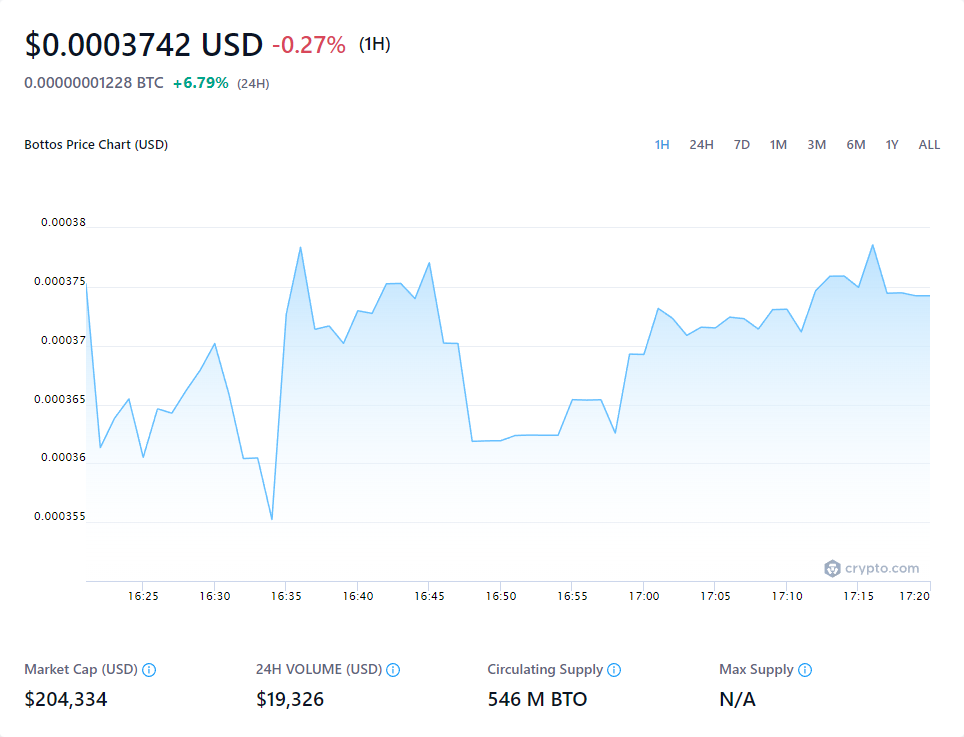 $0.0003742 USD -0.27% (1H)
0.00000001228 BTC +6.79% (24H)
Bottos Price Chart (USD) 1H 24H 7D 1M 3M 6M 1Y ALL
0.00038
0.000375
0.00037
0.000365
0.00036
0.000355
crypto.com
16:25 16:30 16:35 16:40 16:45 16:50 16:55 17:00 17:05 17:10 17:15 17:20
Market Cap (USD) 24H VOLUME (USD) Circulating Supply Max Supply
$204,334 $19,326 546 M BTO N/A